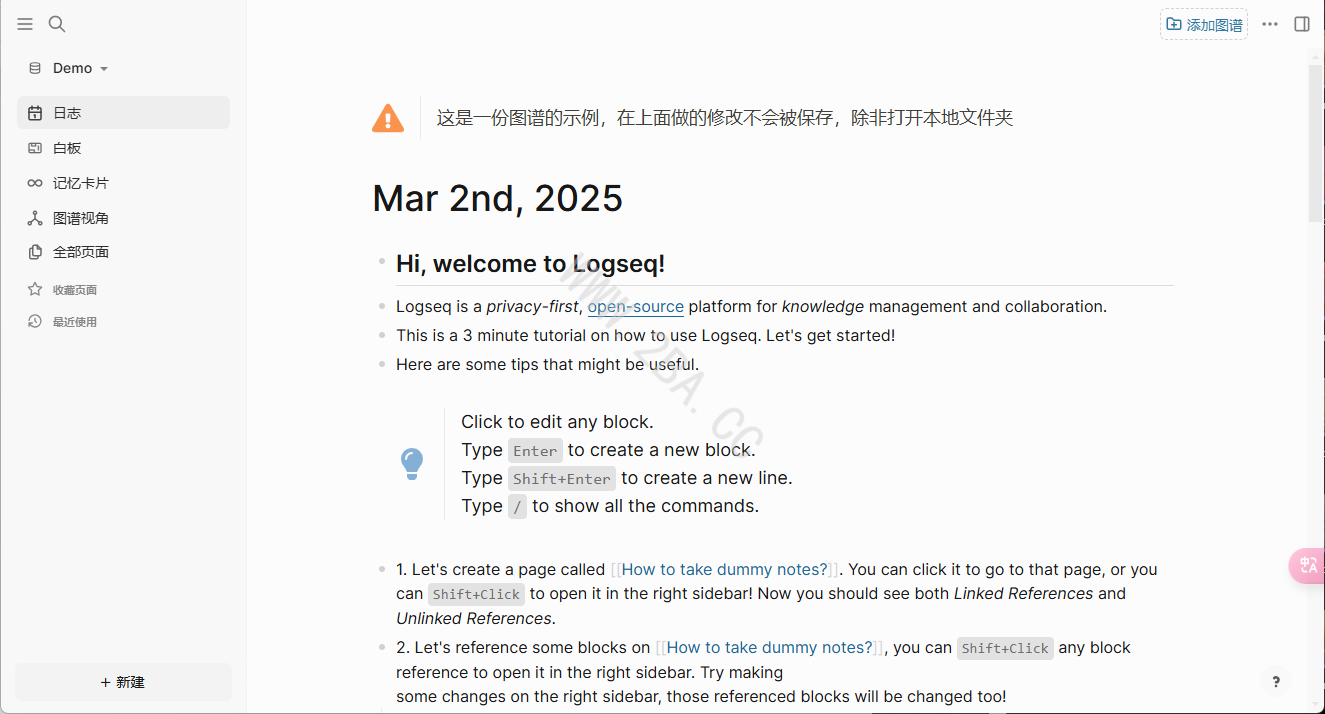 添加图谱
Demo
日志
白板
记忆卡片
图谱视角
全部页面
收藏页面
最近使用
+ 新建
这是一份图谱的示例，在上面做的修改不会被保存，除非打开本地文件夹
Mar 2nd, 2025
Hi, welcome to Logseq!
Logseq is a privacy-first, open-source platform for knowledge management and collaboration.
This is a 3 minute tutorial on how to use Logseq. Let's get started!
Here are some tips that might be useful.
Click to edit any block.
Type Enter to create a new block.
Type Shift+Enter to create a new line.
Type / to show all the commands.
1. Let's create a page called [[How to take dummy notes?]]. You can click it to go to that page, or you
can Shift+Click to open it in the right sidebar! Now you should see both Linked References and
Unlinked References.
2. Let's reference some blocks on [[How to take dummy notes?]], you can Shift+Click any block
reference to open it in the right sidebar. Try making
some changes on the right sidebar, those referenced blocks will be changed too!
WWW.2BA.CC
中A
?